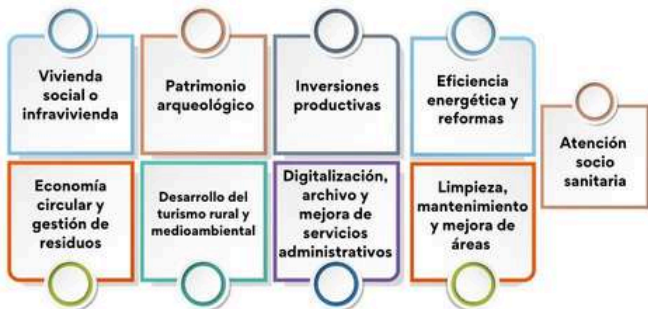 Vivienda
social o
infravivienda
Patrimonio
arqueológico
Inversiones
productivas
Eficiencia
energética y
reformas
Atención
socio
sanitaria
Economía
circular y
gestión de
residuos
Desarrollo del
turismo rural y
medioambiental
Digitalización,
archivo y
mejora de
servicios
administrativos
Limpieza,
mantenimiento
y mejora de
áreas